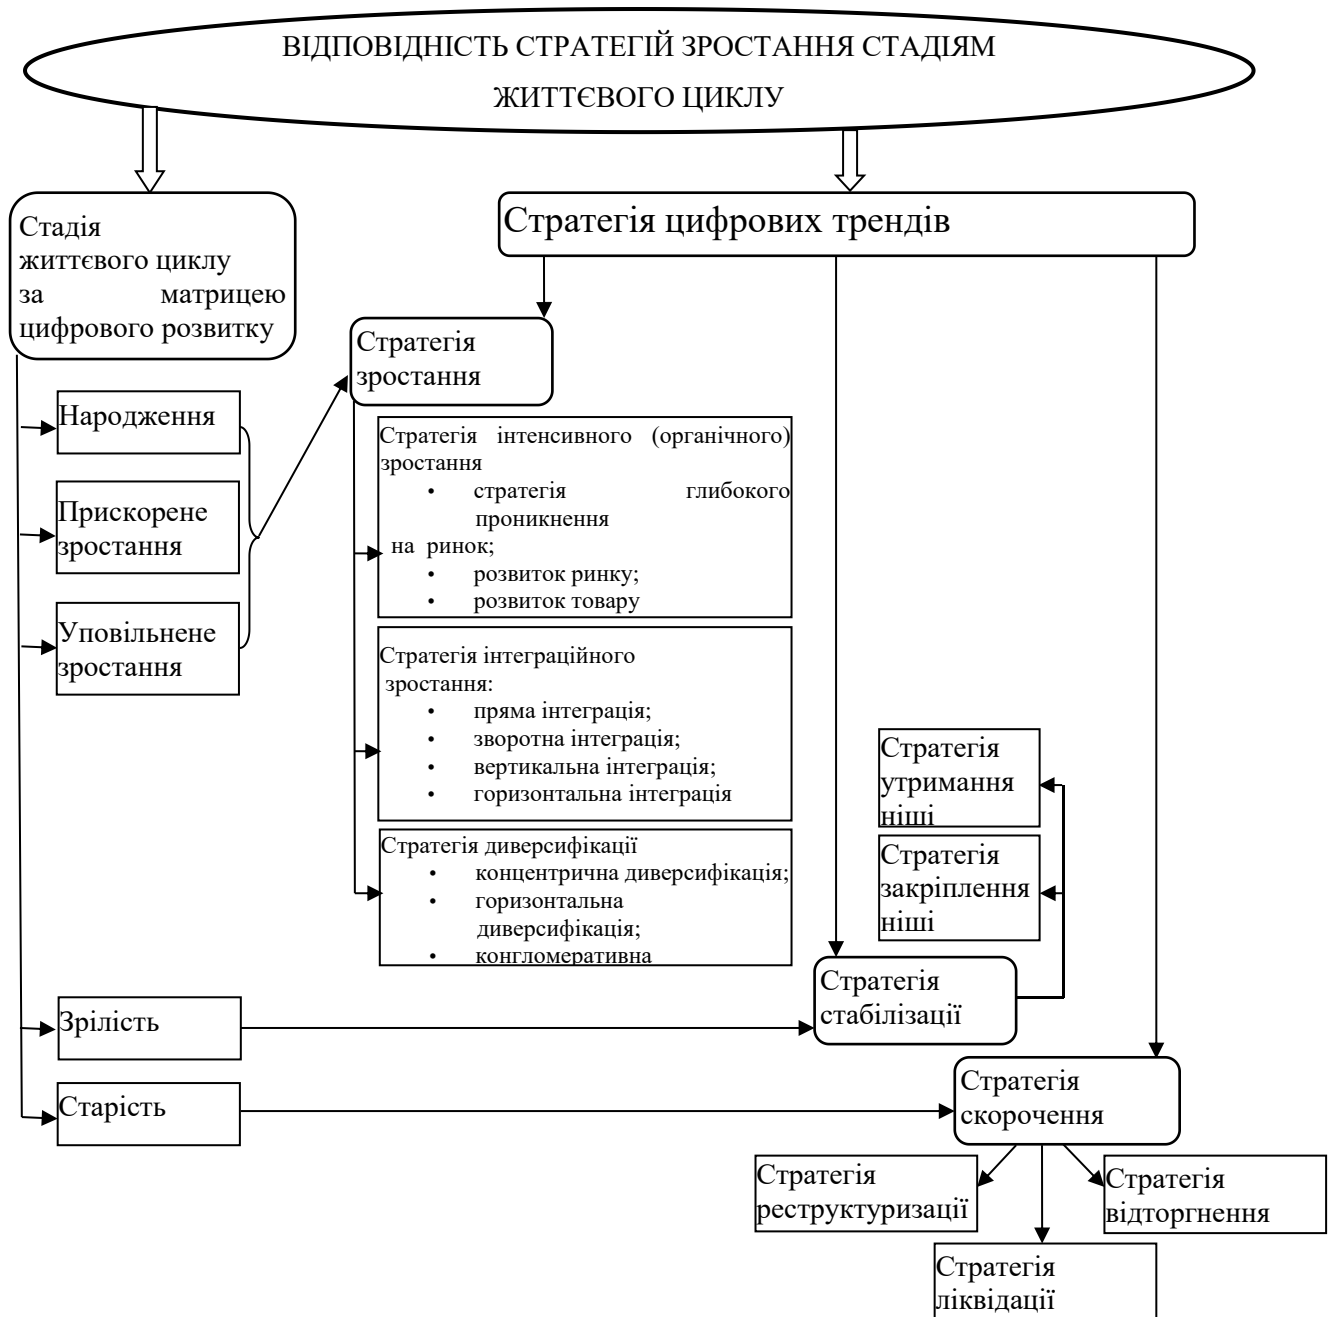 ВІДПОВІДНІСТЬ СТРАТЕГІЙ ЗРОСТАННЯ СТАДІЯМ
ЖИТТЄВОГО ЦИКЛУ
Стадія
життєвого циклу
за матрицею
цифрового розвитку
Стратегія цифрових трендів
Стратегія
зростання
Народження
Прискорене
зростання
Уповільнене
зростання
Стратегія інтенсивного (органічного)
зростання
• стратегія глибокого
проникнення
на ринок;
• розвиток ринку;
• розвиток товару
Стратегія інтеграційного
зростання:
• пряма інтеграція;
• зворотна інтеграція;
• вертикальна інтеграція;
• горизонтальна інтеграція
Стратегія диверсифікації
• концентрична диверсифікація;
• горизонтальна
диверсифікація;
• конгломеративна
Стратегія
утримання
ніші
Стратегія
закріплення
ніші
Стратегія
стабілізації
Зрілість
Старість
Стратегія
скорочення
Стратегія
реструктуризації
Стратегія
відторгнення
Стратегія
ліквідації